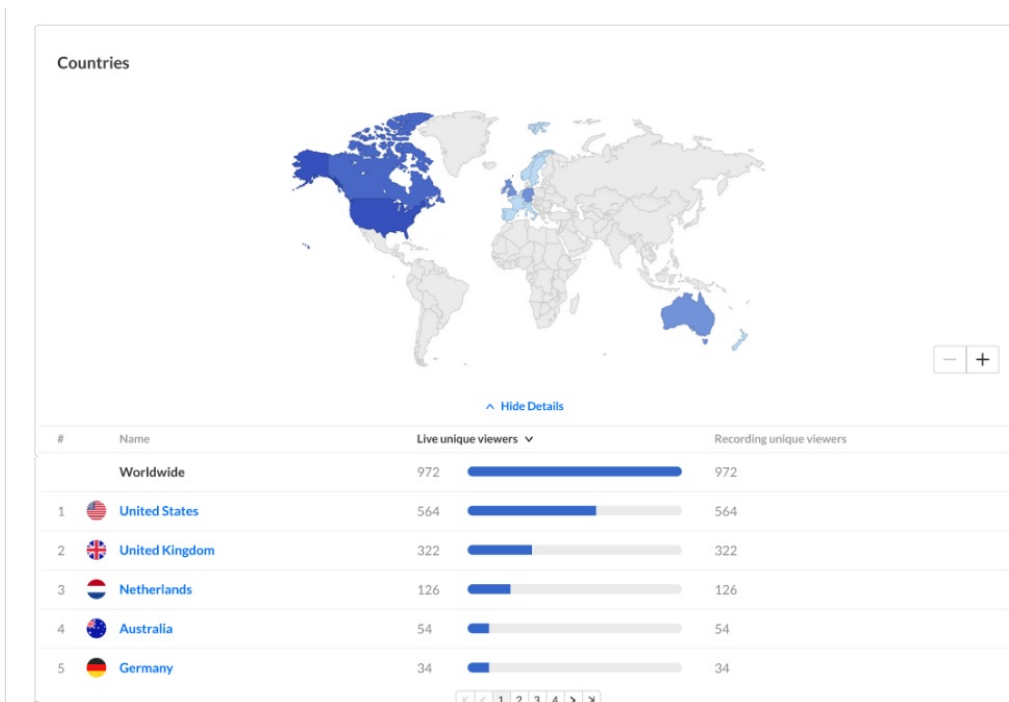 Countries
Hide Details
# Name Live unique viewers Recording unique viewers
Worldwide 972 972
1 United States 564 564
2 United Kingdom 322 322
3 Netherlands 126 126
4 Australia 54 54
5 Germany 34 34
1 2 3 4